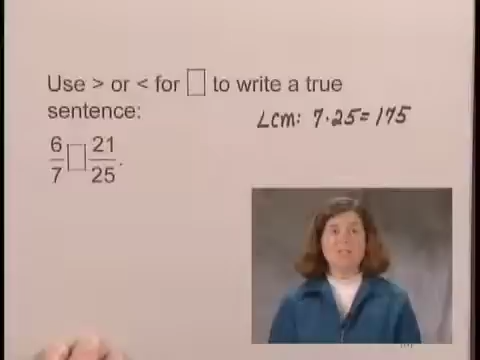 Use > or < for □ to write a true
sentence:
Lcm: 7·25=175
6/7 □ 21/25.